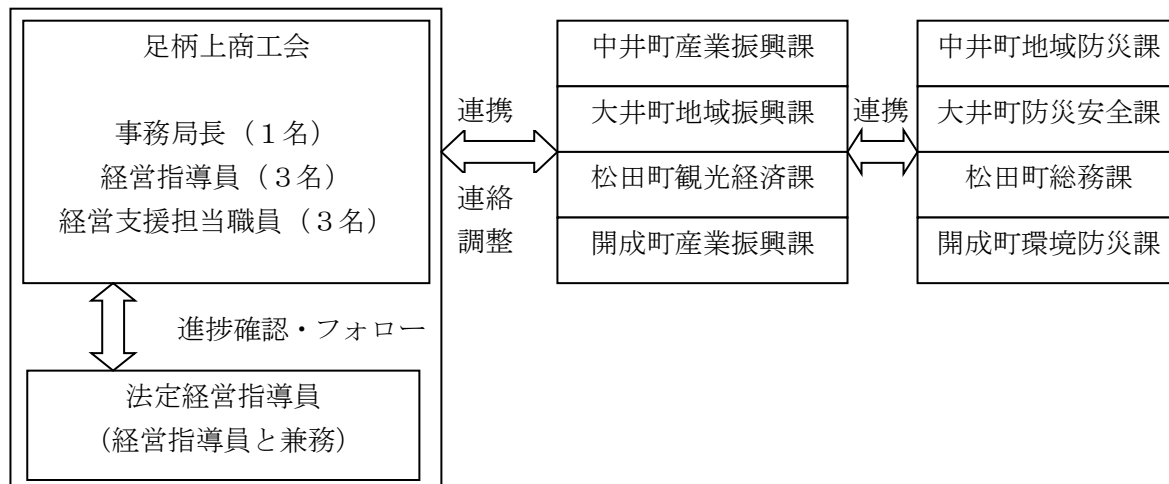 足柄上商工会
事務局長（１名）
経営指導員（３名）
経営支援担当職員（３名）
進捗確認・フォロー
法定経営指導員
（経営指導員と兼務）
連携
連絡
調整
中井町産業振興課
大井町地域振興課
松田町観光経済課
開成町産業振興課
連携
中井町地域防災課
大井町防災安全課
松田町総務課
開成町環境防災課